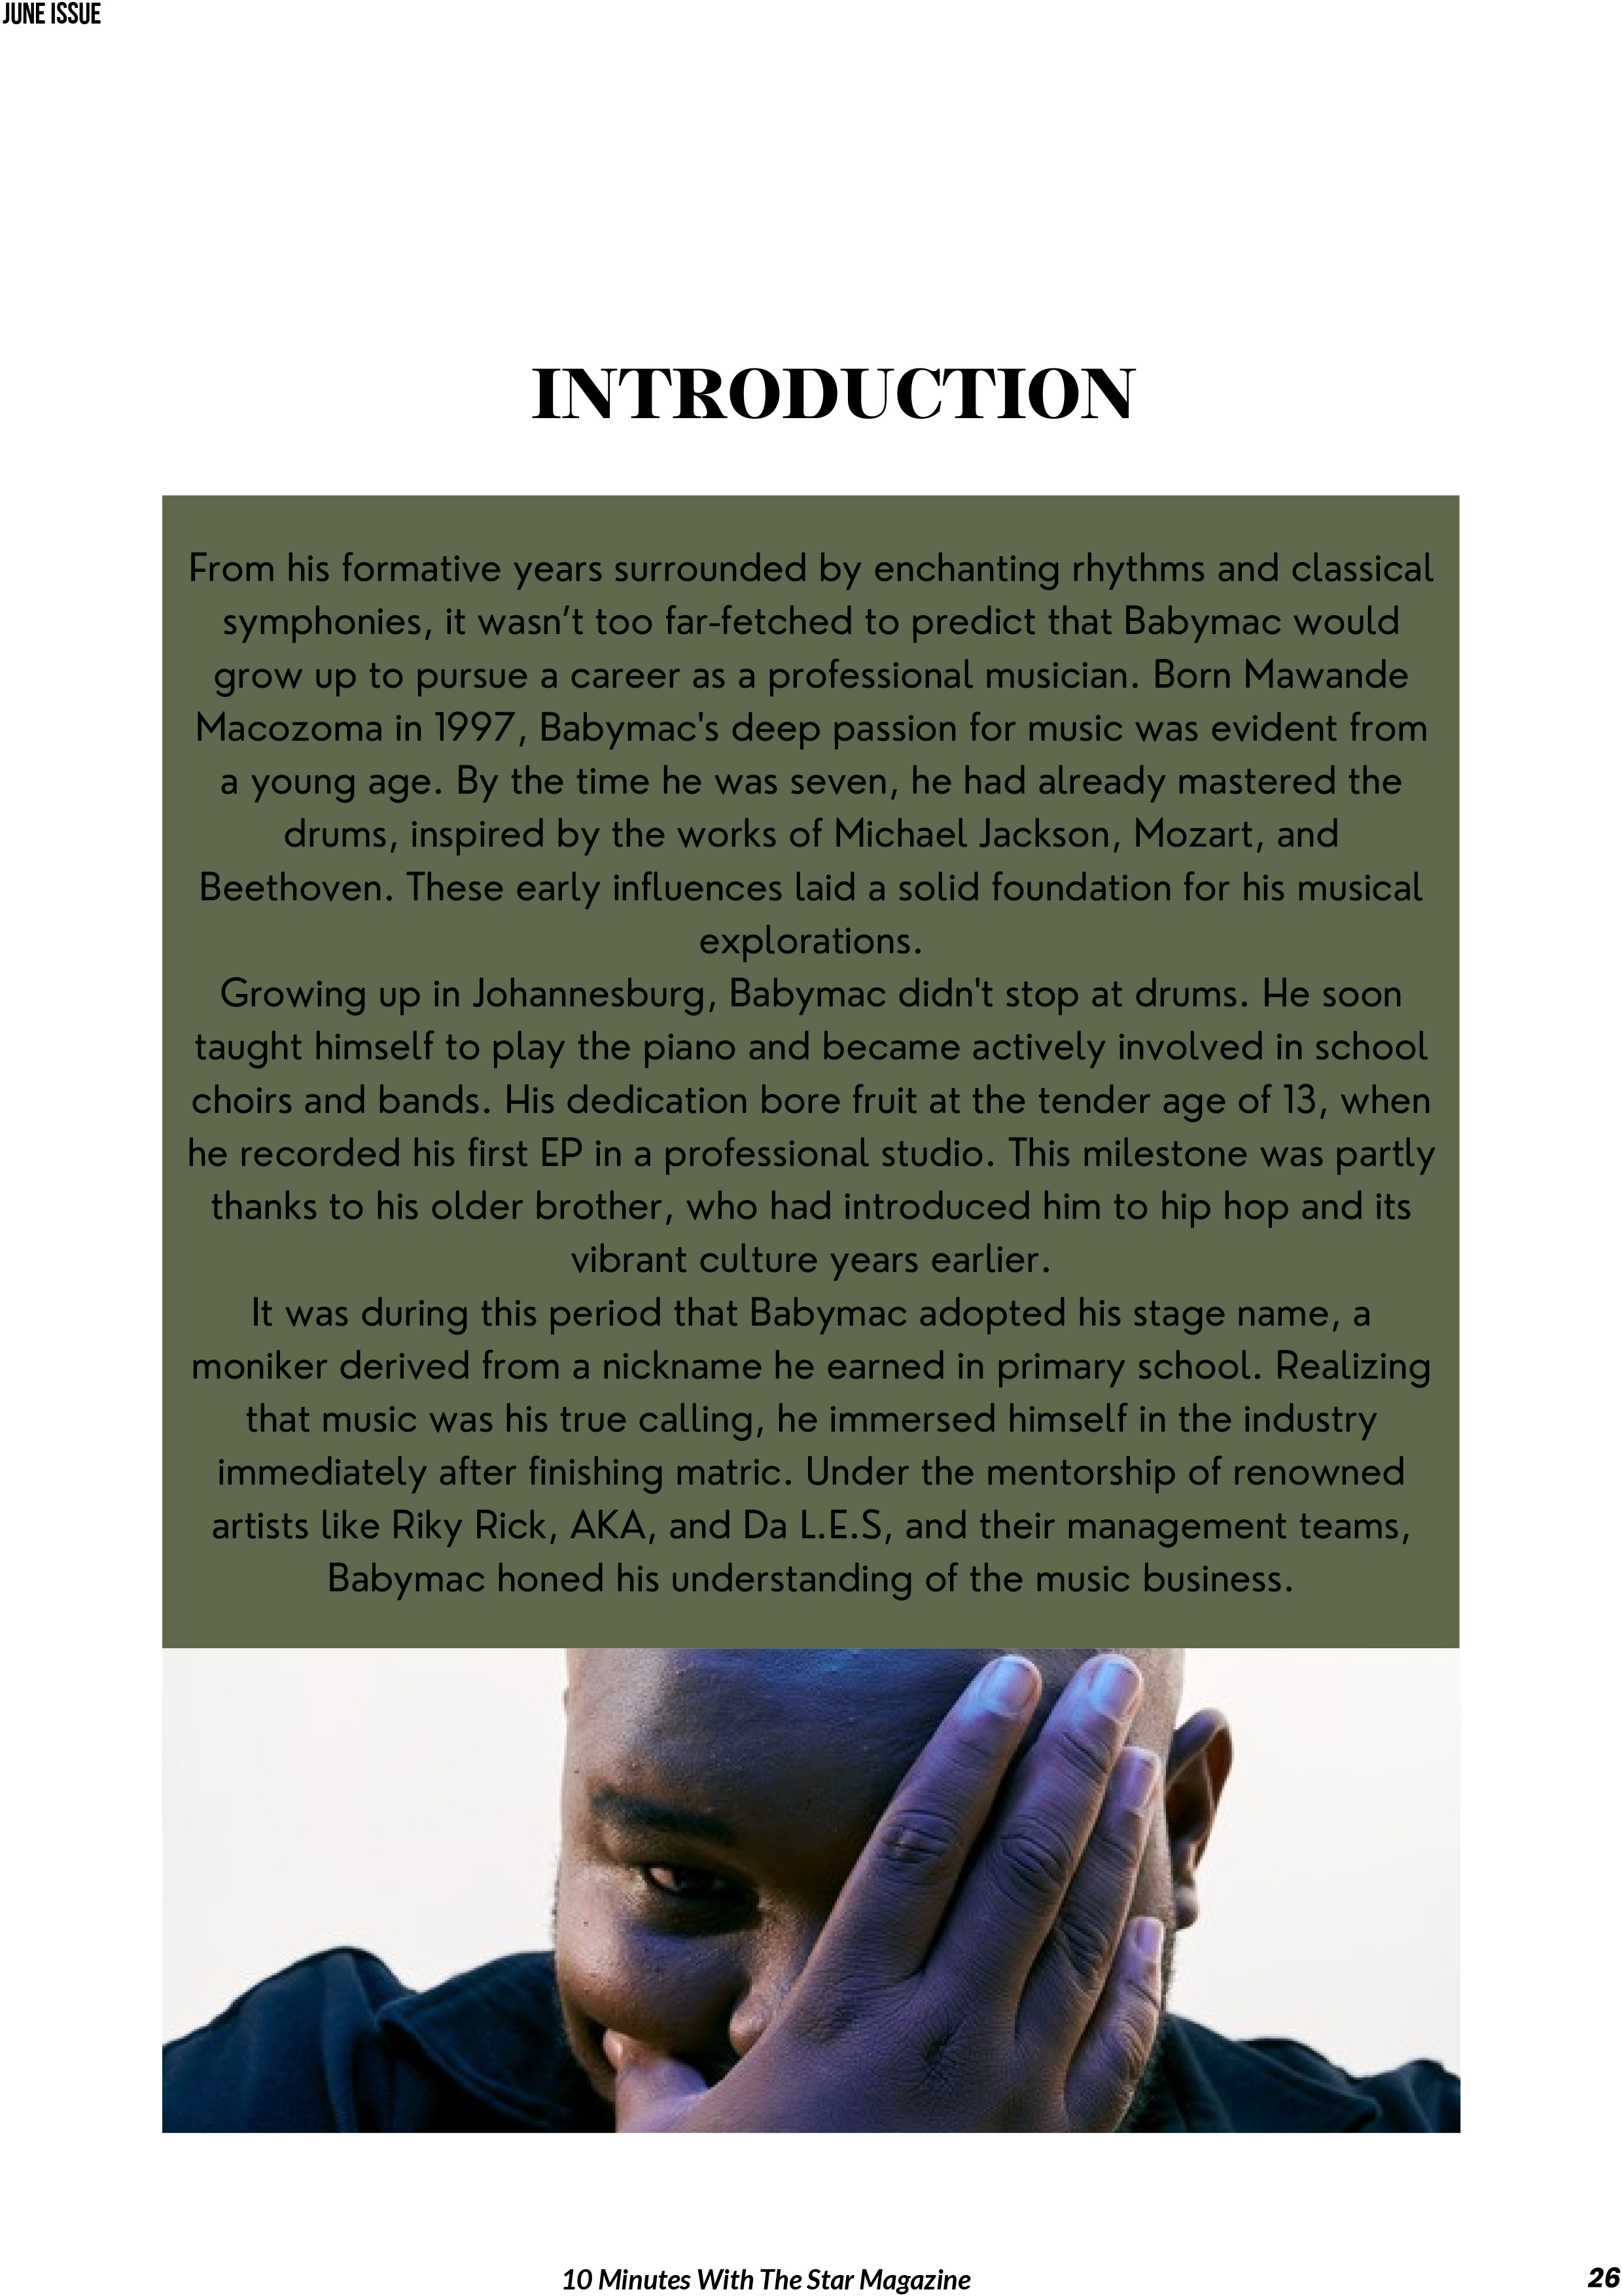 JUNE ISSUE
INTRODUCTION
From his formative years surrounded by enchanting rhythms and classical
symphonies, it wasn’t too far-fetched to predict that Babymac would
grow up to pursue a career as a professional musician. Born Mawande
Macozoma in 1997, Babymac's deep passion for music was evident from
a young age. By the time he was seven, he had already mastered the
drums, inspired by the works of Michael Jackson, Mozart, and
Beethoven. These early influences laid a solid foundation for his musical
explorations.
Growing up in Johannesburg, Babymac didn't stop at drums. He soon
taught himself to play the piano and became actively involved in school
choirs and bands. His dedication bore fruit at the tender age of 13, when
he recorded his first EP in a professional studio. This milestone was partly
thanks to his older brother, who had introduced him to hip hop and its
vibrant culture years earlier.
It was during this period that Babymac adopted his stage name, a
moniker derived from a nickname he earned in primary school. Realizing
that music was his true calling, he immersed himself in the industry
immediately after finishing matric. Under the mentorship of renowned
artists like Riky Rick, AKA, and Da L.E.S, and their management teams,
Babymac honed his understanding of the music business.
10 Minutes With The Star Magazine
26